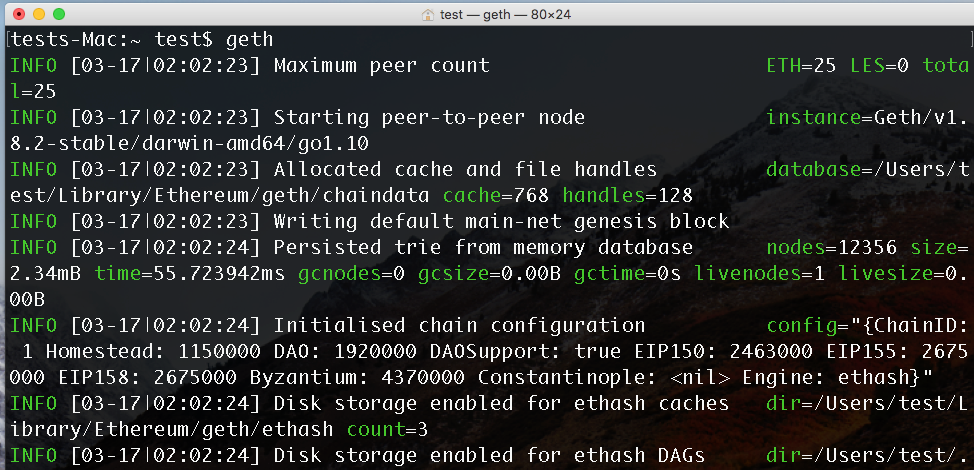 test — geth — 80×24
[tests-Mac:~ test$ geth ]
INFO [03-17|02:02:23] Maximum peer count ETH=25 LES=0 tota
l=25
INFO [03-17|02:02:23] Starting peer-to-peer node instance=Geth/v1.
8.2-stable/darwin-amd64/go1.10
INFO [03-17|02:02:23] Allocated cache and file handles database=/Users/t
est/Library/Ethereum/geth/chaindata cache=768 handles=128
INFO [03-17|02:02:23] Writing default main-net genesis block
INFO [03-17|02:02:24] Persisted trie from memory database nodes=12356 size=
2.34mB time=55.723942ms gcnodes=0 gcsize=0.00B gctime=0s livenodes=1 livesize=0.
00B
INFO [03-17|02:02:24] Initialised chain configuration config="{ChainID:
1 Homestead: 1150000 DAO: 1920000 DAOSupport: true EIP150: 2463000 EIP155: 2675
000 EIP158: 2675000 Byzantium: 4370000 Constantinople: <nil> Engine: ethash}"
INFO [03-17|02:02:24] Disk storage enabled for ethash caches dir=/Users/test/L
ibrary/Ethereum/geth/ethash count=3
INFO [03-17|02:02:24] Disk storage enabled for ethash DAGs dir=/Users/test/.